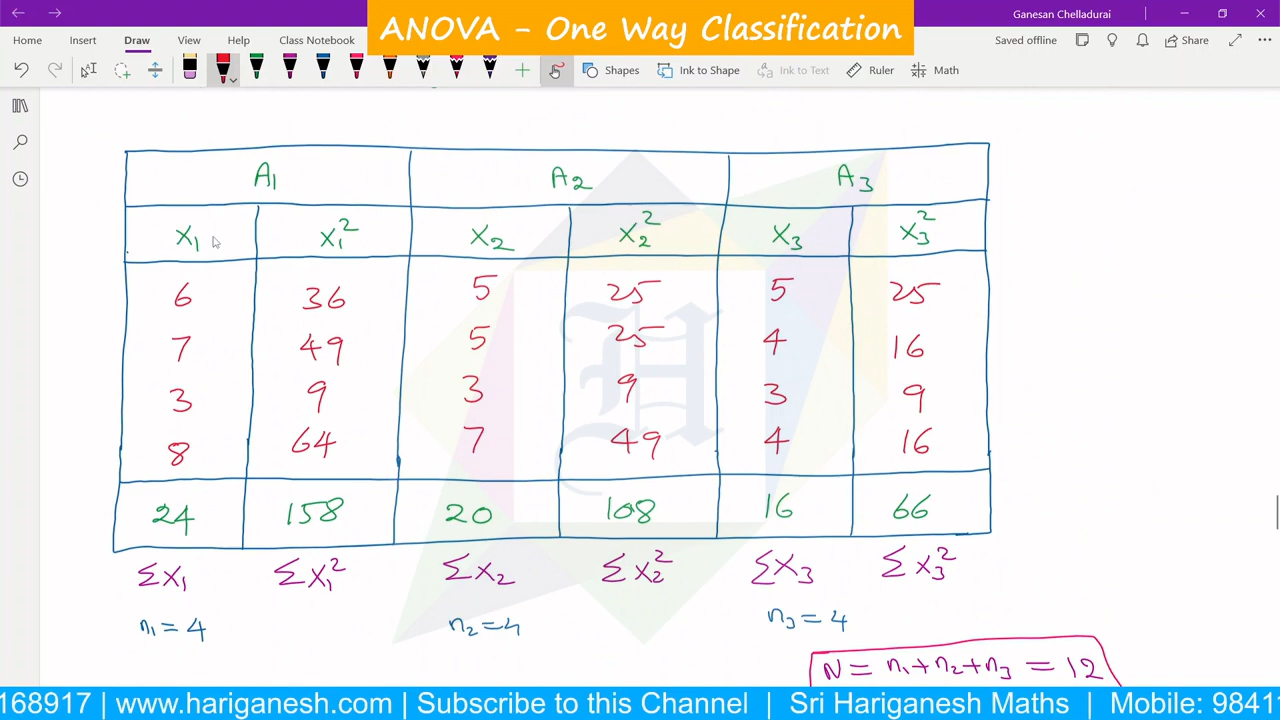 ANOVA - One Way Classification
Ganesan Chelladurai
Home Insert Draw View Help Class Notebook
Saved offline Share
Shapes Ink to Shape Ink to Text Ruler Math
A₁ A₂ A₃
X₁ X₁² X₂ X₂² X₃ X₃²
6 36 5 25 5 25
7 49 5 25 4 16
3 9 3 9 3 9
8 64 7 49 4 16
24 158 20 108 16 66
ΣX₁ ΣX₁² ΣX₂ ΣX₂² ΣX₃ ΣX₃²
n₁ = 4 n₂ = 4 n₃ = 4
N = n₁+n₂+n₃ = 12
168917 | www.hariganesh.com | Subscribe to this Channel | Sri Hariganesh Maths | Mobile: 9841